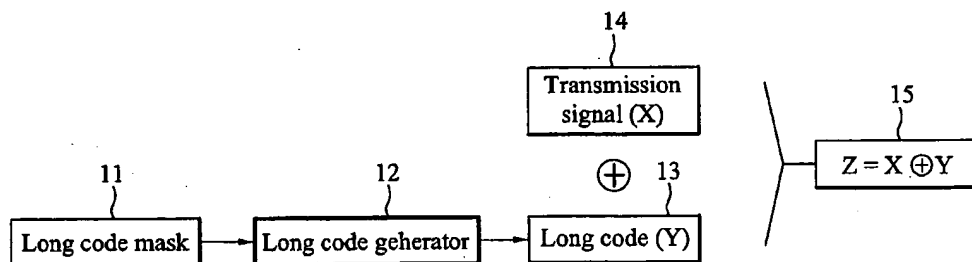 14
Transmission
signal (X)
15
Z = X ⊕ Y
11
12
⊕
13
Long code mask
Long code geherator
Long code (Y)